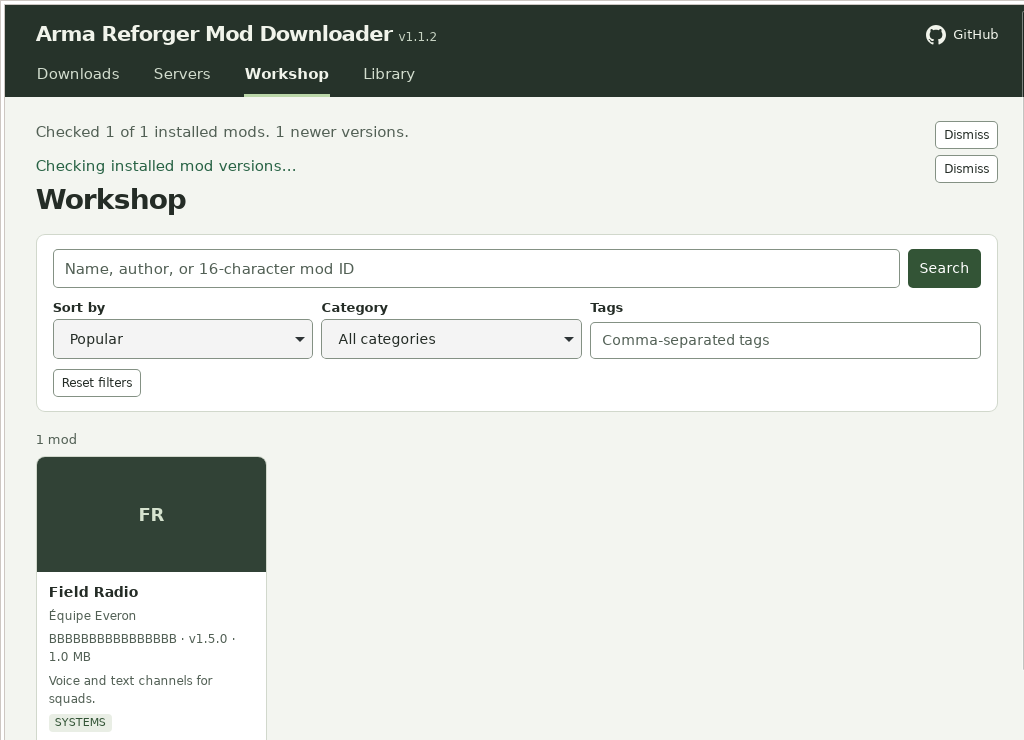 Arma Reforger Mod Downloader v1.1.2
GitHub
Downloads Servers Workshop Library
Checked 1 of 1 installed mods. 1 newer versions.
Dismiss
Checking installed mod versions…
Dismiss
Workshop
Name, author, or 16-character mod ID
Search
Sort by Category Tags
Popular All categories Comma-separated tags
Reset filters
1 mod
FR
Field Radio
Équipe Everon
BBBBBBBBBBBBBBBB · v1.5.0 ·
1.0 MB
Voice and text channels for
squads.
SYSTEMS